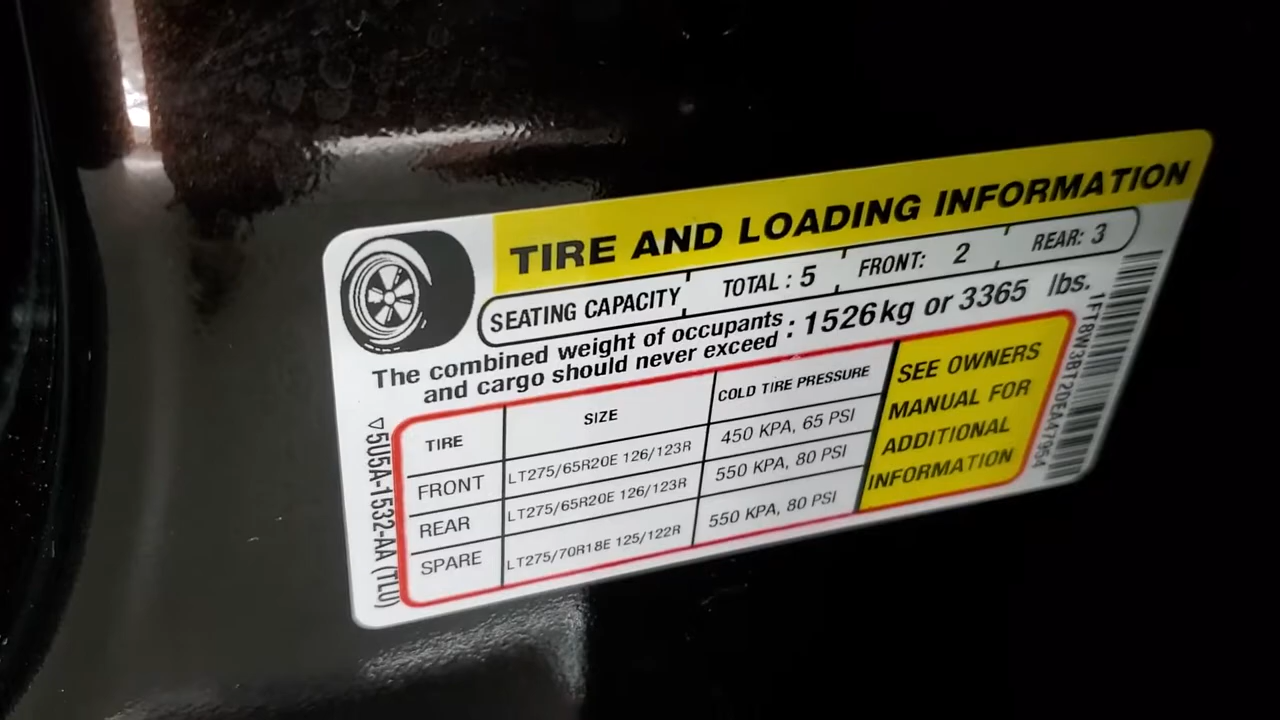 TIRE AND LOADING INFORMATION
SEATING CAPACITY TOTAL : 5 FRONT: 2 REAR: 3
The combined weight of occupants
and cargo should never exceed : 1526kg or 3365 lbs.
TIRE SIZE COLD TIRE PRESSURE
FRONT LT275/65R20E 126/123R 450 KPA, 65 PSI
REAR LT275/65R20E 126/123R 550 KPA, 80 PSI
SPARE LT275/70R18E 125/122R 550 KPA, 80 PSI
SEE OWNERS
MANUAL FOR
ADDITIONAL
INFORMATION
▽5U5A-1532-AA (TLU)
1FT8W3BT2DEA47954